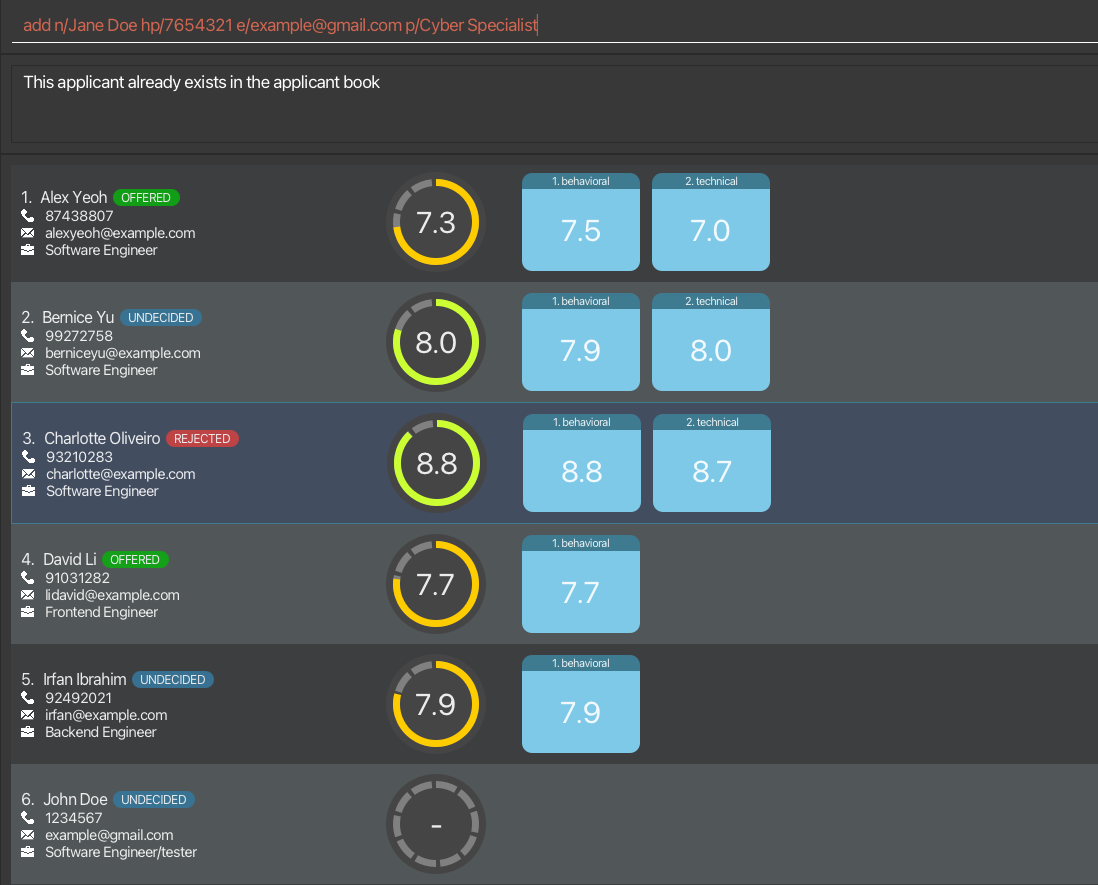 add n/Jane Doe hp/7654321 e/example@gmail.com p/Cyber Specialist
This applicant already exists in the applicant book
1. Alex Yeoh OFFERED
87438807
alexyeoh@example.com
Software Engineer
7.3
1. behavioral
7.5
2. technical
7.0
2. Bernice Yu UNDECIDED
99272758
berniceyu@example.com
Software Engineer
8.0
1. behavioral
7.9
2. technical
8.0
3. Charlotte Oliveiro REJECTED
93210283
charlotte@example.com
Software Engineer
8.8
1. behavioral
8.8
2. technical
8.7
4. David Li OFFERED
91031282
lidavid@example.com
Frontend Engineer
7.7
1. behavioral
7.7
5. Irfan Ibrahim UNDECIDED
92492021
irfan@example.com
Backend Engineer
7.9
1. behavioral
7.9
6. John Doe UNDECIDED
1234567
example@gmail.com
Software Engineer/tester
-